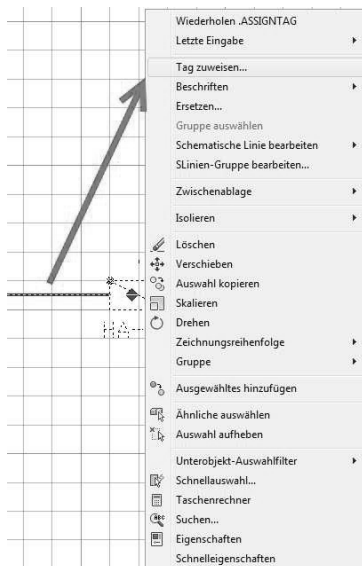 Wiederholen .ASSIGNTAG
Letzte Eingabe
Tag zuweisen...
Beschriften
Ersetzen...
Gruppe auswählen
Schematische Linie bearbeiten
SLinien-Gruppe bearbeiten...
Zwischenablage
Isolieren
Löschen
Verschieben
Auswahl kopieren
Skalieren
Drehen
Zeichnungsreihenfolge
Gruppe
Ausgewähltes hinzufügen
Ähnliche auswählen
Auswahl aufheben
Unterobjekt-Auswahlfilter
Schnellauswahl...
Taschenrechner
Suchen...
Eigenschaften
Schnelleigenschaften